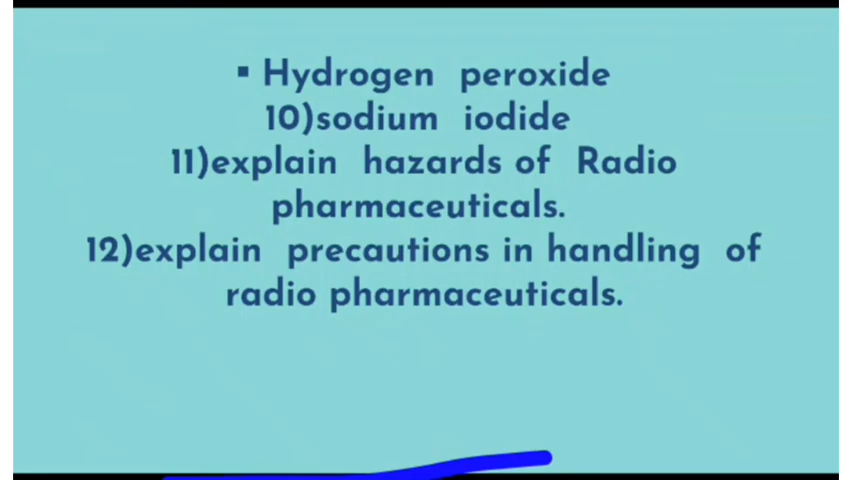 ▪ Hydrogen peroxide
10)sodium iodide
11)explain hazards of Radio
pharmaceuticals.
12)explain precautions in handling of
radio pharmaceuticals.